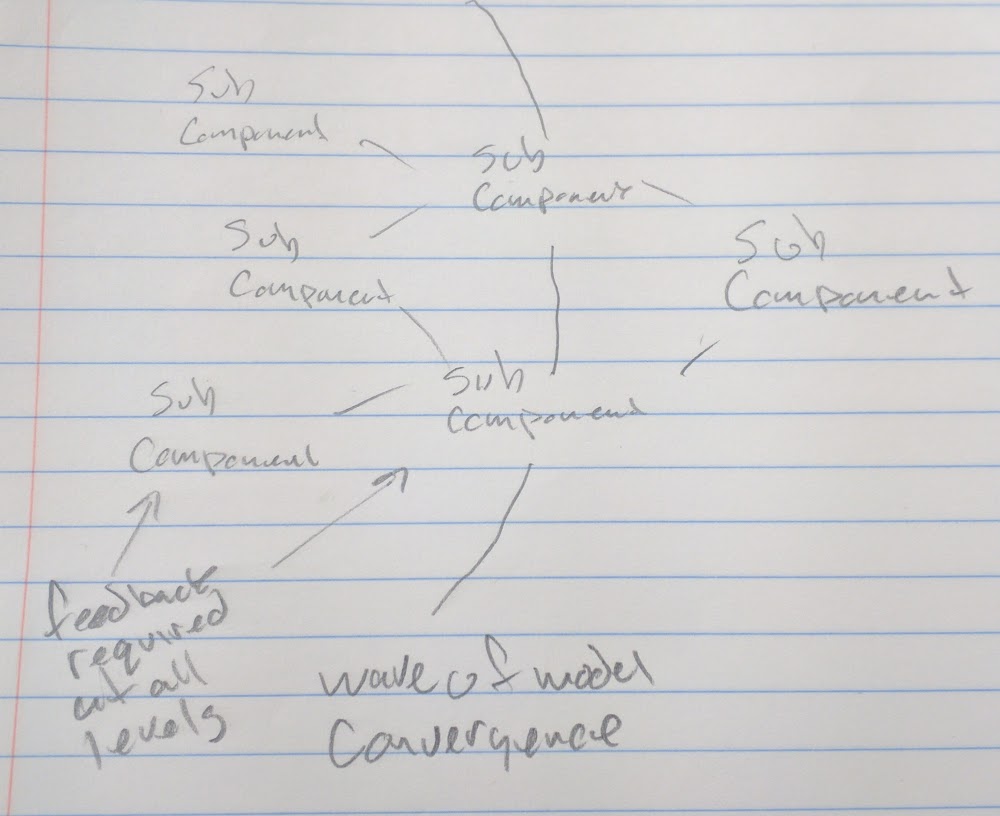 Sub
Component
Sub
Component
Sub
Component
Sub
Component
Sub
Component
Sub
Component
feedback
required
at all
levels
wave of model
Convergence